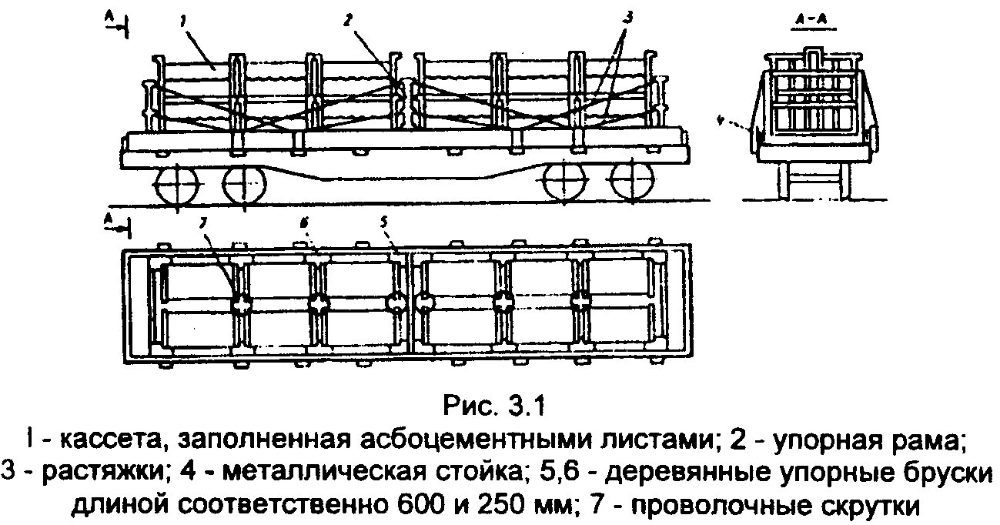 А 1 2 3 А-А
4
А 7 6 5
Рис. 3.1
I - кассета, заполненная асбоцементными листами; 2 - упорная рама;
3 - растяжки; 4 - металлическая стойка; 5,6 - деревянные упорные бруски
длиной соответственно 600 и 250 мм; 7 - проволочные скрутки